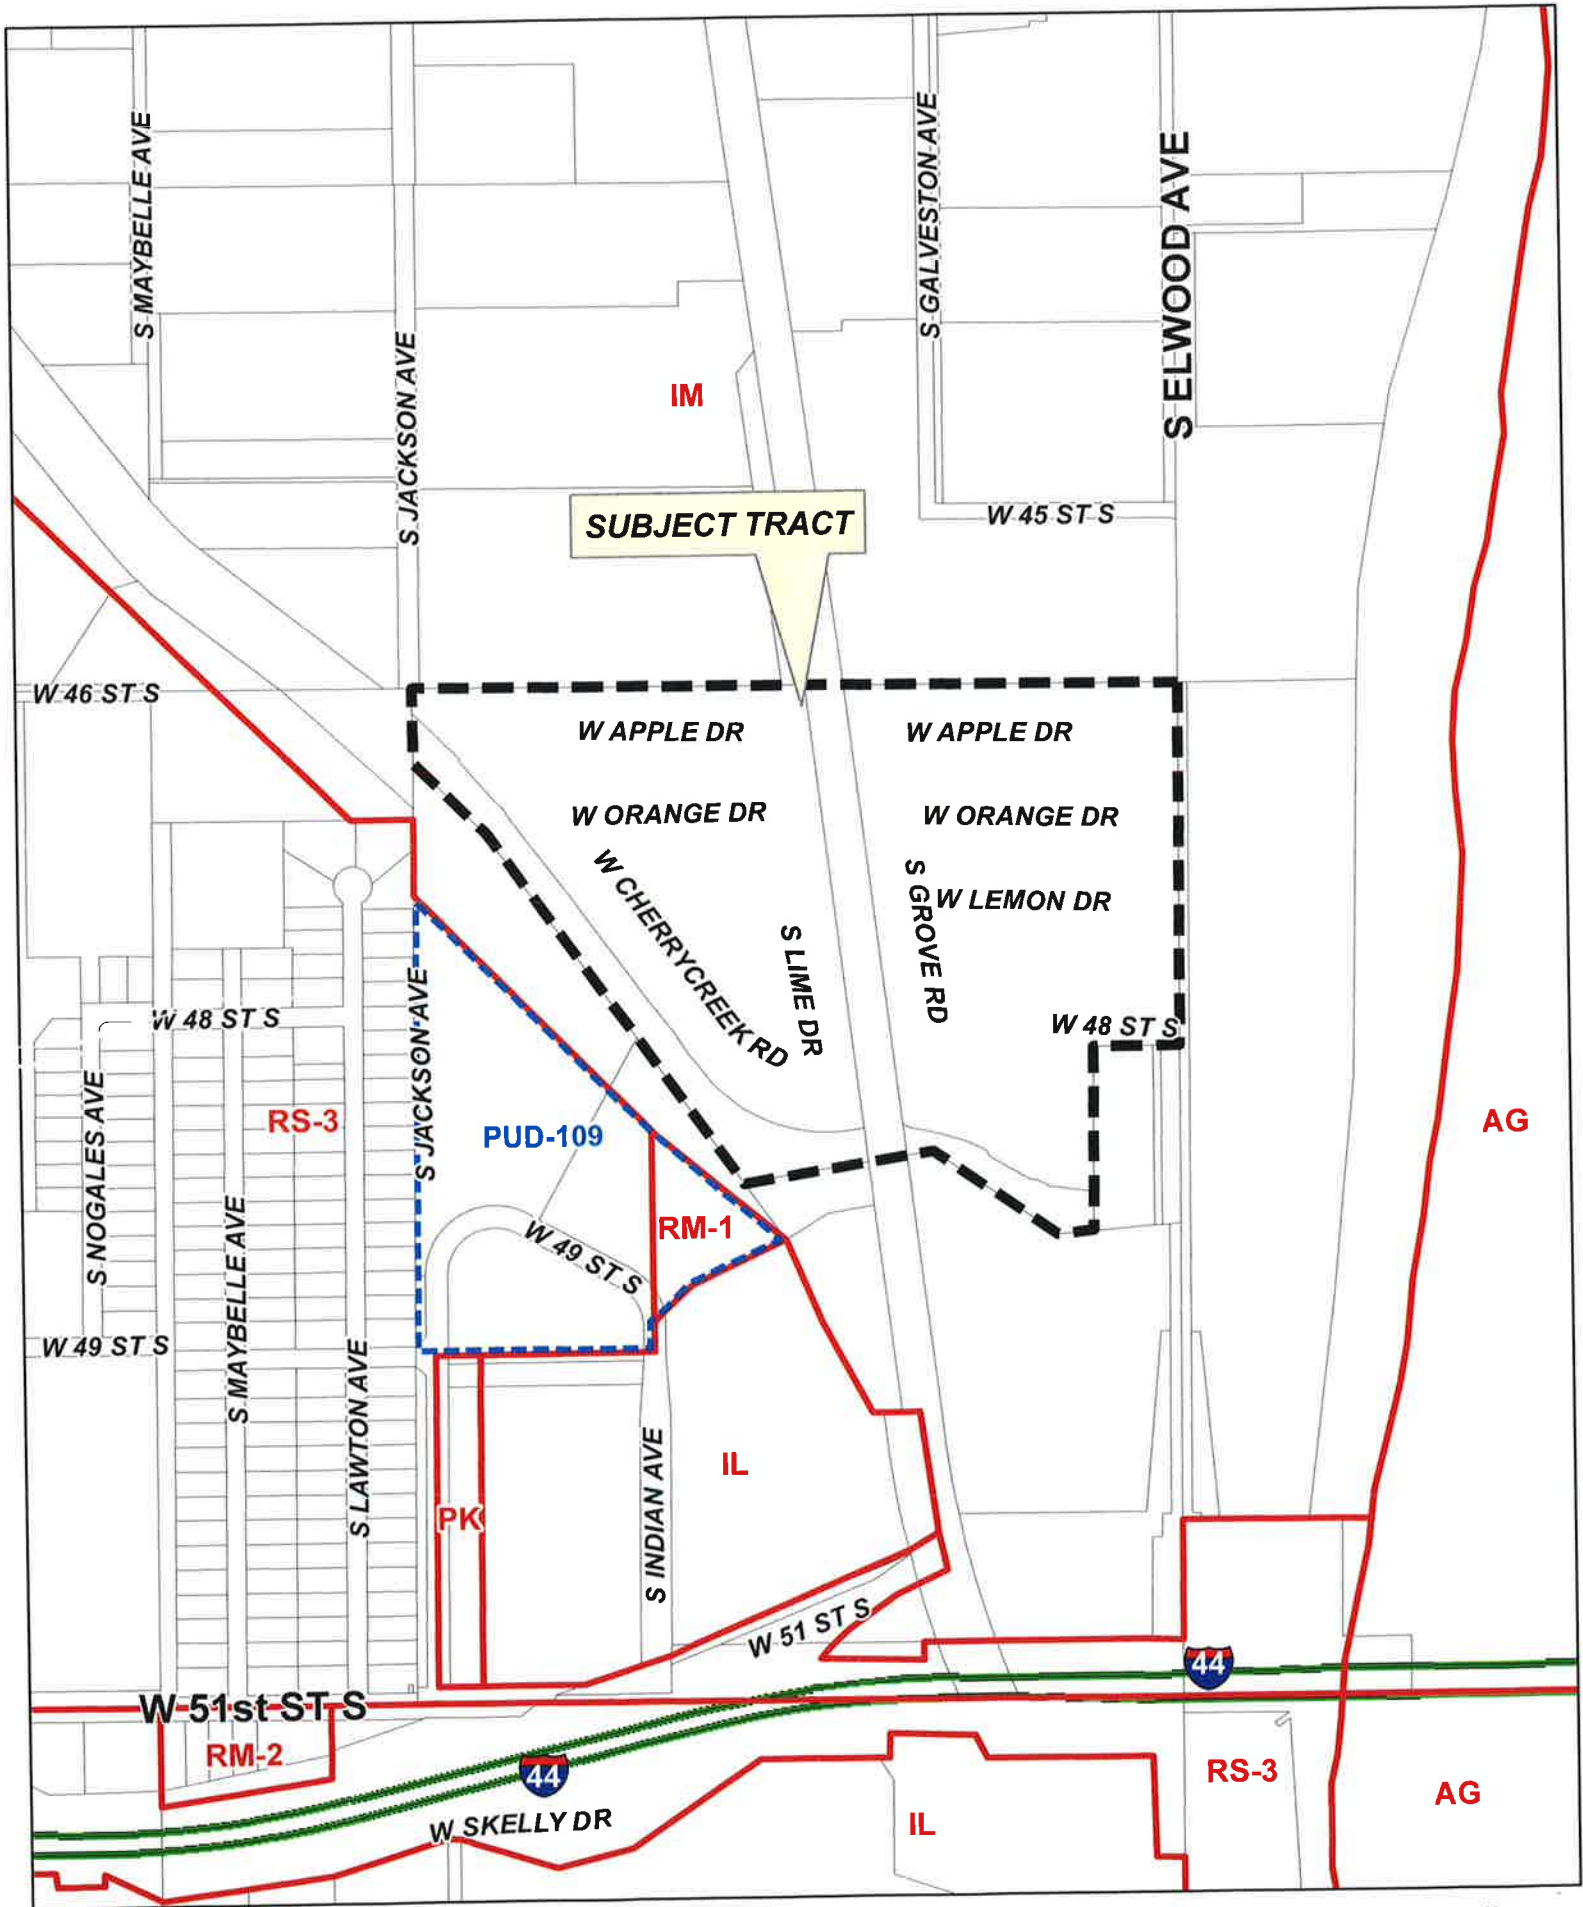 S MAYBELLE AVE
S GALVESTON AVE
S ELWOOD AVE
S JACKSON AVE
IM
SUBJECT TRACT
W 45 ST S
W 46 ST S
W APPLE DR
W APPLE DR
W ORANGE DR
W ORANGE DR
W CHERRYCREEK RD
S GROVE RD
W LEMON DR
S LIME DR
S JACKSON AVE
W 48 ST S
W 48 ST S
S NOGALES AVE
RS-3
PUD-109
AG
S MAYBELLE AVE
RM-1
W 49 ST S
W 49 ST S
S LAWTON AVE
S INDIAN AVE
IL
PK
W 51 ST S
44
W 51st ST S
RM-2
44
RS-3
AG
W SKELLY DR
IL